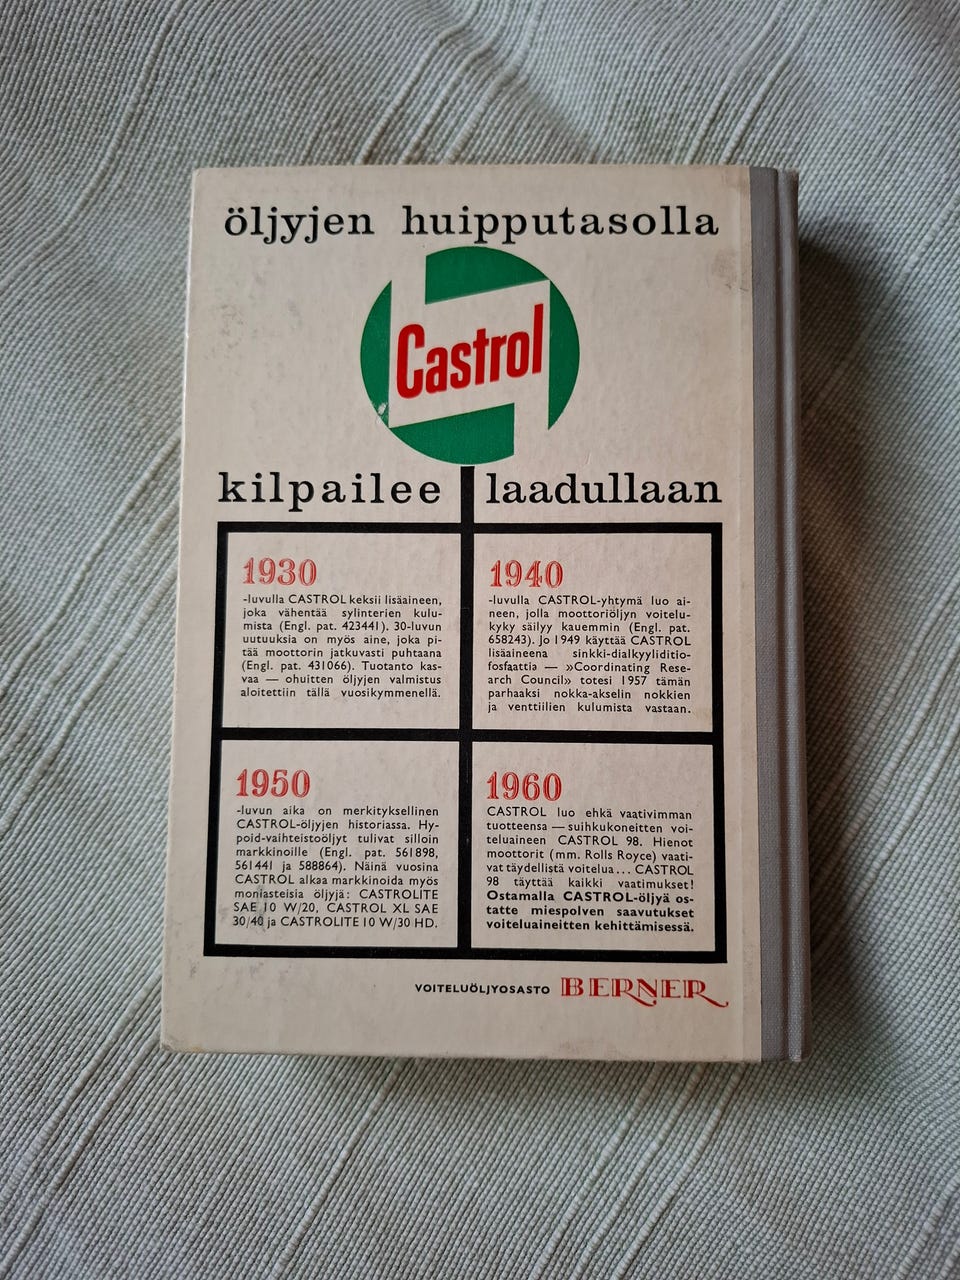 öljyjen huipputasolla
Castrol
kilpailee laadullaan
1930
-luvulla CASTROL keksii lisäaineen,
joka vähentää sylinterien kulu-
mista (Engl. pat. 423441). 30-luvun
uutuuksia on myös aine, joka pi-
tää moottorin jatkuvasti puhtaana
(Engl. pat. 431066). Tuotanto kas-
vaa — ohuitten öljyjen valmistus
aloitettiin tällä vuosikymmenellä.
1940
-luvulla CASTROL-yhtymä luo ai-
neen, jolla moottoriöljyn voitelu-
kyky säilyy kauemmin (Engl. pat.
658243). Jo 1949 käyttää CASTROL
lisäaineena sinkki-dialkyyliditio-
fosfaattia — »Coordinating Rese-
arch Council» totesi 1957 tämän
parhaaksi nokka-akselin nokkien
ja venttiilien kulumista vastaan.
1950
-luvun aika on merkityksellinen
CASTROL-öljyjen historiassa. Hy-
poid-vaihteistoöljyt tulivat silloin
markkinoille (Engl. pat. 561898,
561441 ja 588864). Näinä vuosina
CASTROL alkaa markkinoida myös
moniasteisia öljyjä: CASTROLITE
SAE 10 W/20, CASTROL XL SAE
30/40 ja CASTROLITE 10 W/30 HD.
1960
CASTROL luo ehkä vaativimman
tuotteensa — suihkukoneitten voi-
teluaineen CASTROL 98. Hienot
moottorit (mm. Rolls Royce) vaati-
vat täydellistä voitelua... CASTROL
98 täyttää kaikki vaatimukset!
Ostamalla CASTROL-öljyä os-
tatte miespolven saavutukset
voiteluaineitten kehittämisessä.
VOITELUÖLJYOSASTO BERNER